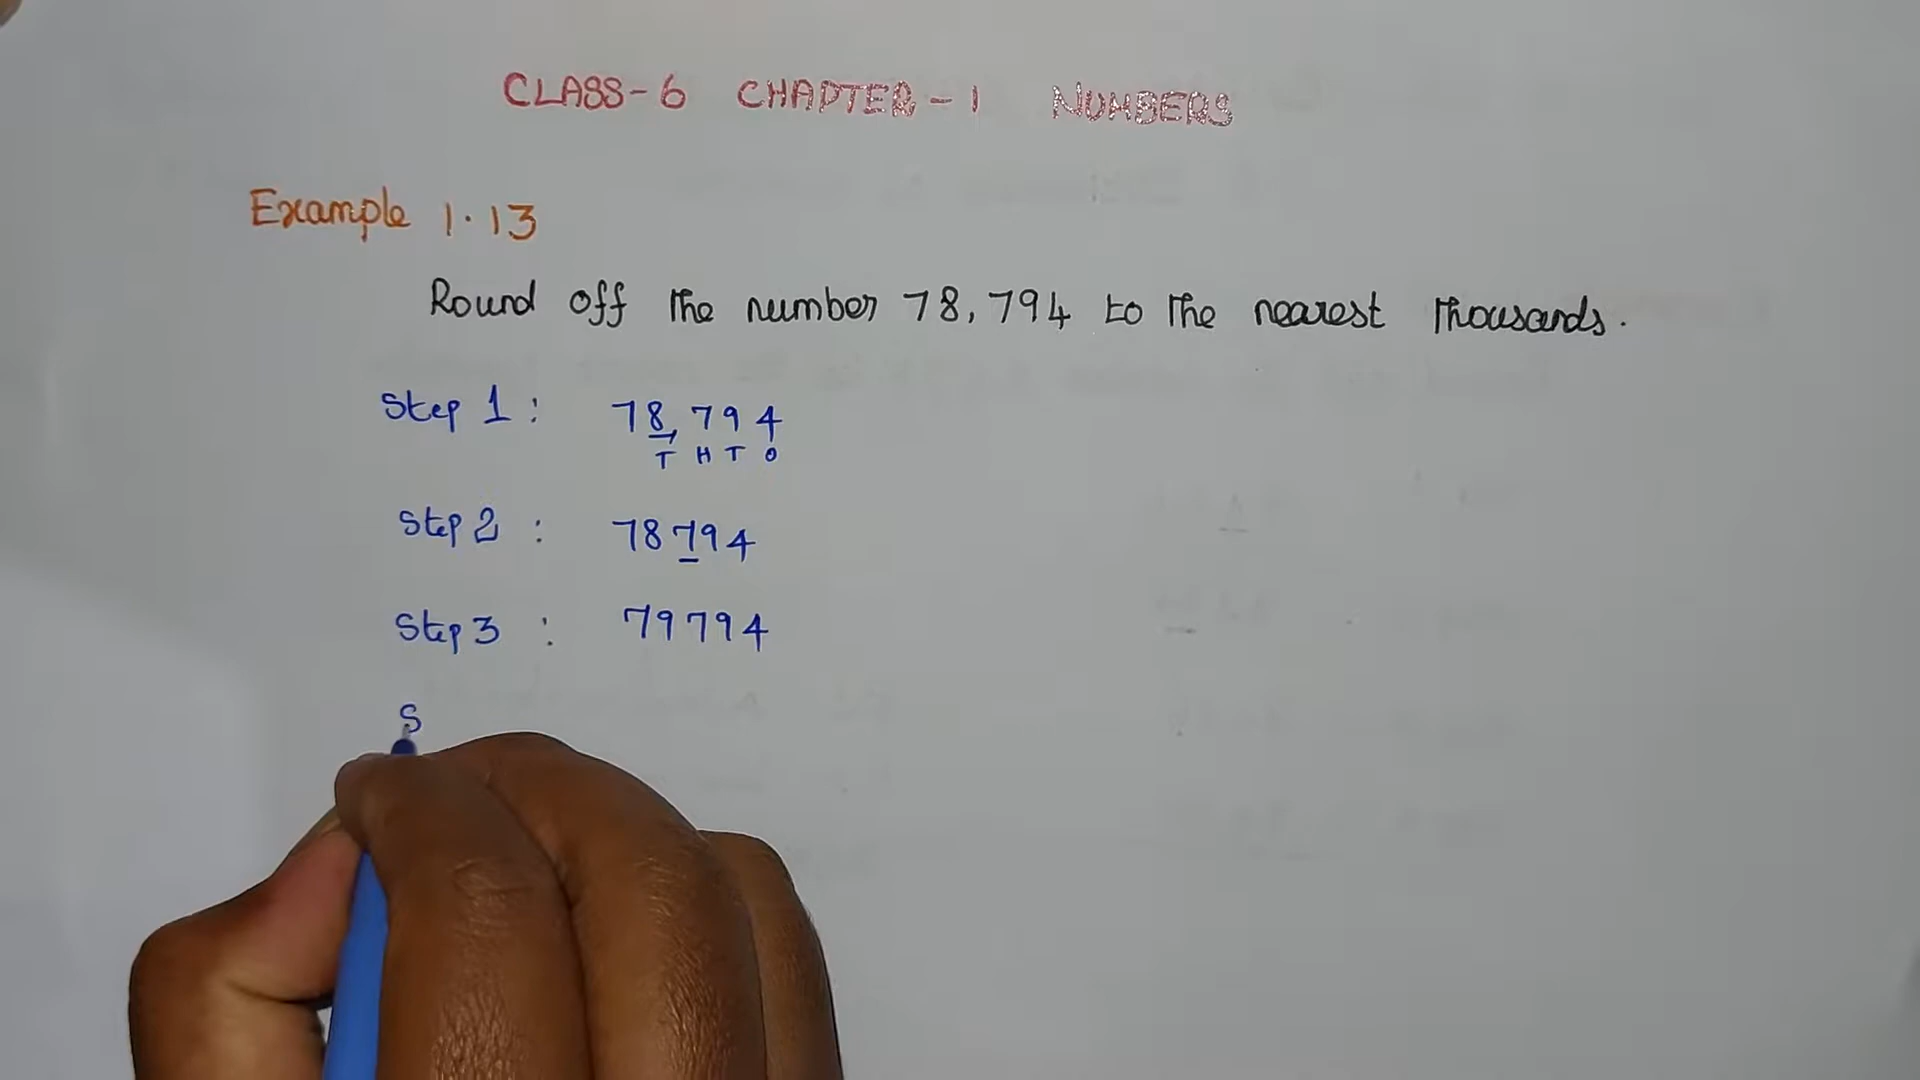 CLASS-6 CHAPTER-1 NUMBERS
Example 1.13
Round off the number 78,794 to the nearest thousands.
Step 1 : 78,794
T H T O
Step 2 : 78794
Step 3 : 79794
S